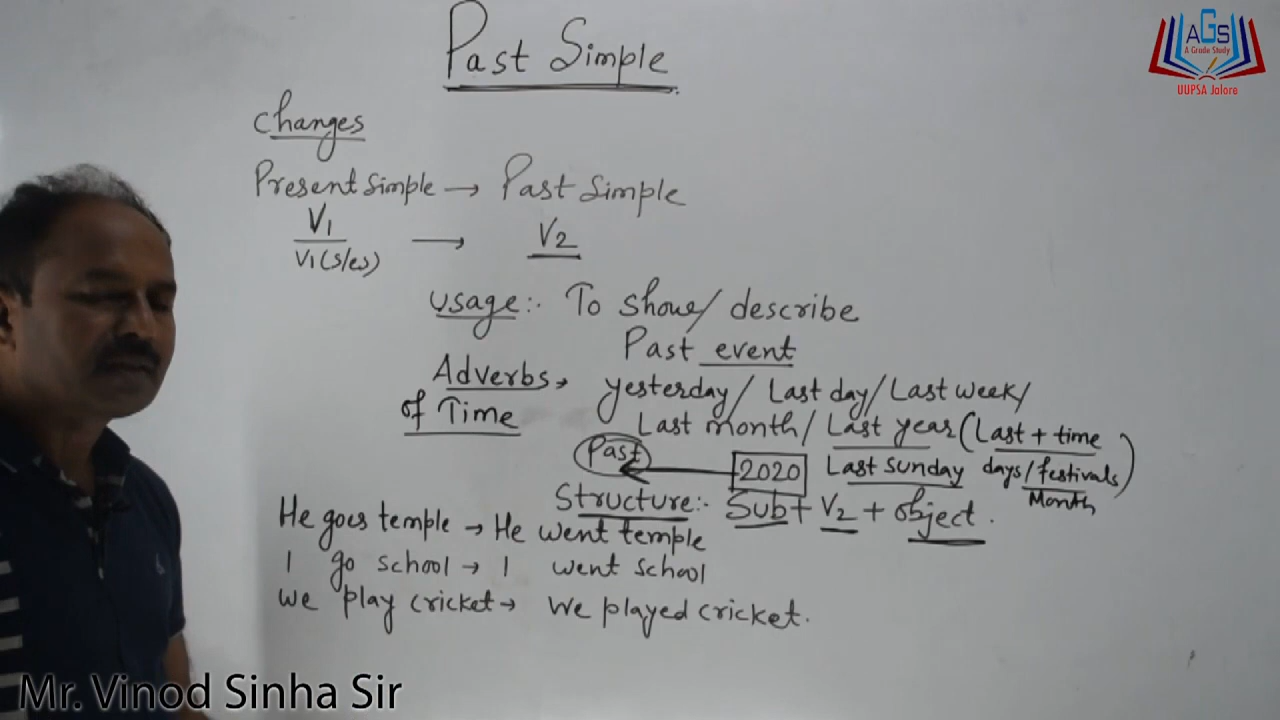 Past Simple
AGS
A Grade Study
UUPSA Jalore
Changes
Present Simple → Past Simple
V1 → V2
V1(s/es)
Usage:- To show/ describe
Past event
Adverbs → yesterday/ Last day/ Last week/
of Time Last month/ Last year (Last + time
Past ← 2020 Last sunday days/festivals)
Month
Structure:- Sub + V2 + object.
He goes temple → He went temple
I go school → I went school
We play cricket → We played cricket.
Mr. Vinod Sinha Sir